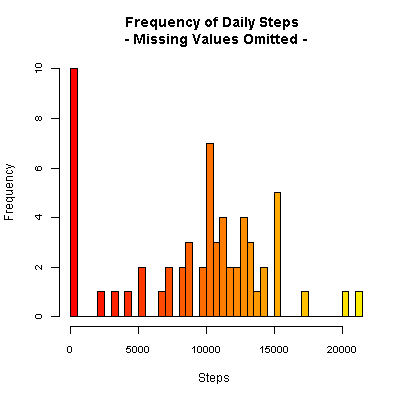 Frequency of Daily Steps
- Missing Values Omitted -
Frequency
10
8
6
4
2
0
0 5000 10000 15000 20000
Steps